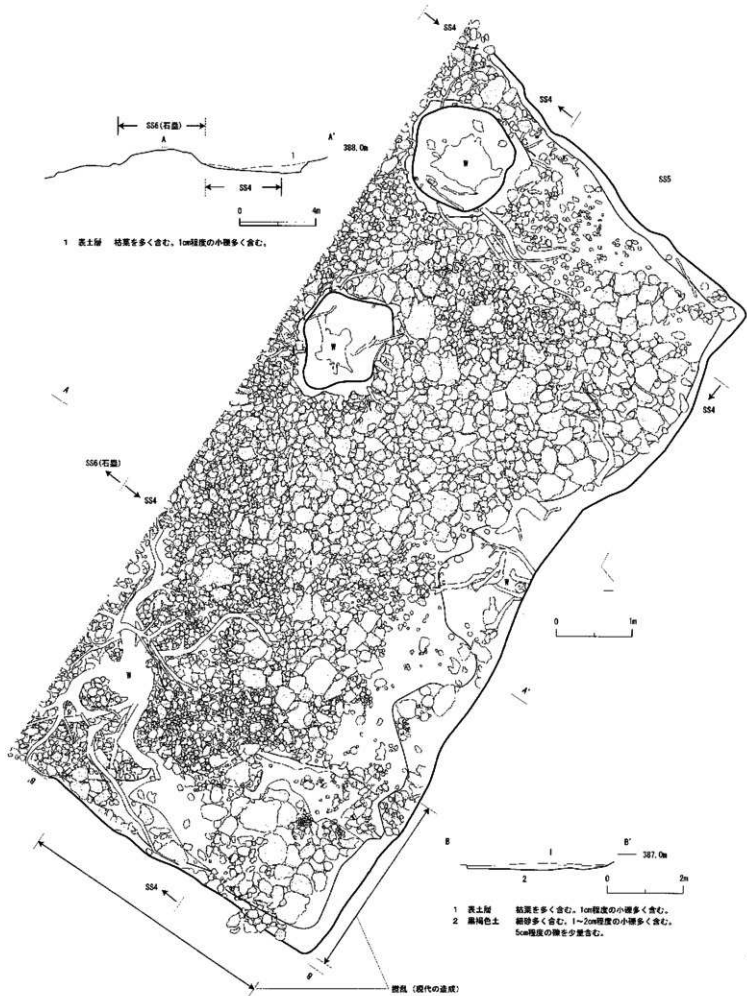 SS4
SS6(石塁)
A
A'
388.0m
1
SS4
0 4m
1 表土層 枯葉を多く含む。1cm程度の小礫多く含む。
SS4
SS5
W
W
A
SS4
SS6(石塁)
SS4
W
0 1m
W
A'
B
B
B'
1
387.0m
2
0 2m
SS4
1 表土層 枯葉を多く含む。1cm程度の小礫多く含む。
2 黒褐色土 細砂多く含む。1~2cm程度の小礫多く含む。
5cm程度の礫を少量含む。
B'
攪乱(現代の造成)